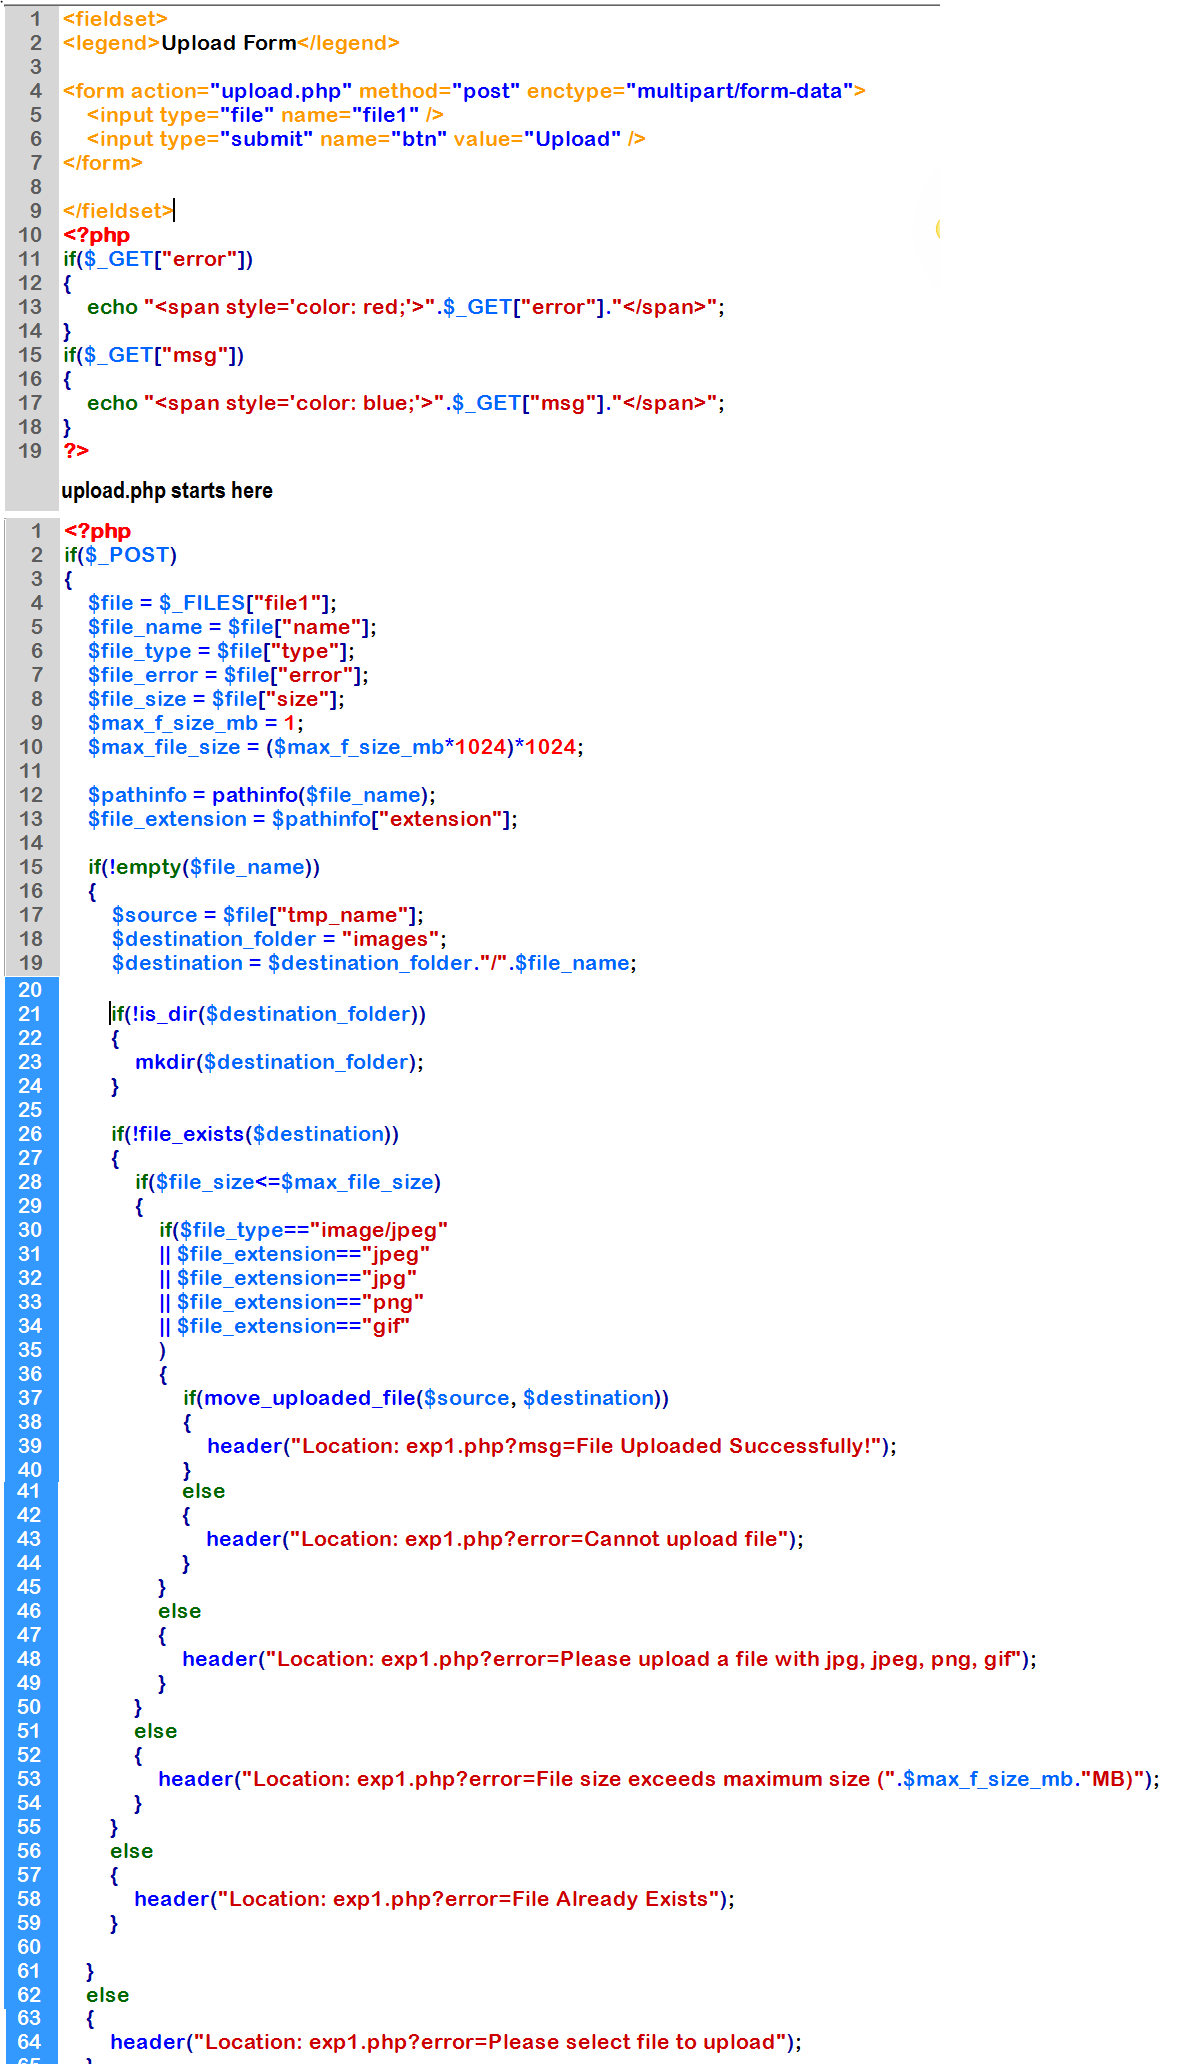 1 <fieldset>
2 <legend>Upload Form</legend>
3
4 <form action="upload.php" method="post" enctype="multipart/form-data">
5 <input type="file" name="file1" />
6 <input type="submit" name="btn" value="Upload" />
7 </form>
8
9 </fieldset>
10 <?php
11 if($_GET["error"])
12 {
13 echo "<span style='color: red;'>".$_GET["error"]."</span>";
14 }
15 if($_GET["msg"])
16 {
17 echo "<span style='color: blue;'>".$_GET["msg"]."</span>";
18 }
19 ?>
upload.php starts here
1 <?php
2 if($_POST)
3 {
4 $file = $_FILES["file1"];
5 $file_name = $file["name"];
6 $file_type = $file["type"];
7 $file_error = $file["error"];
8 $file_size = $file["size"];
9 $max_f_size_mb = 1;
10 $max_file_size = ($max_f_size_mb*1024)*1024;
11
12 $pathinfo = pathinfo($file_name);
13 $file_extension = $pathinfo["extension"];
14
15 if(!empty($file_name))
16 {
17 $source = $file["tmp_name"];
18 $destination_folder = "images";
19 $destination = $destination_folder."/".$file_name;
20
21 if(!is_dir($destination_folder))
22 {
23 mkdir($destination_folder);
24 }
25
26 if(!file_exists($destination))
27 {
28 if($file_size<=$max_file_size)
29 {
30 if($file_type=="image/jpeg"
31 || $file_extension=="jpeg"
32 || $file_extension=="jpg"
33 || $file_extension=="png"
34 || $file_extension=="gif"
35 )
36 {
37 if(move_uploaded_file($source, $destination))
38 {
39 header("Location: exp1.php?msg=File Uploaded Successfully!");
40 }
41 else
42 {
43 header("Location: exp1.php?error=Cannot upload file");
44 }
45 }
46 else
47 {
48 header("Location: exp1.php?error=Please upload a file with jpg, jpeg, png, gif");
49 }
50 }
51 else
52 {
53 header("Location: exp1.php?error=File size exceeds maximum size (".$max_f_size_mb."MB)");
54 }
55 }
56 else
57 {
58 header("Location: exp1.php?error=File Already Exists");
59 }
60
61 }
62 else
63 {
64 header("Location: exp1.php?error=Please select file to upload");
65 }